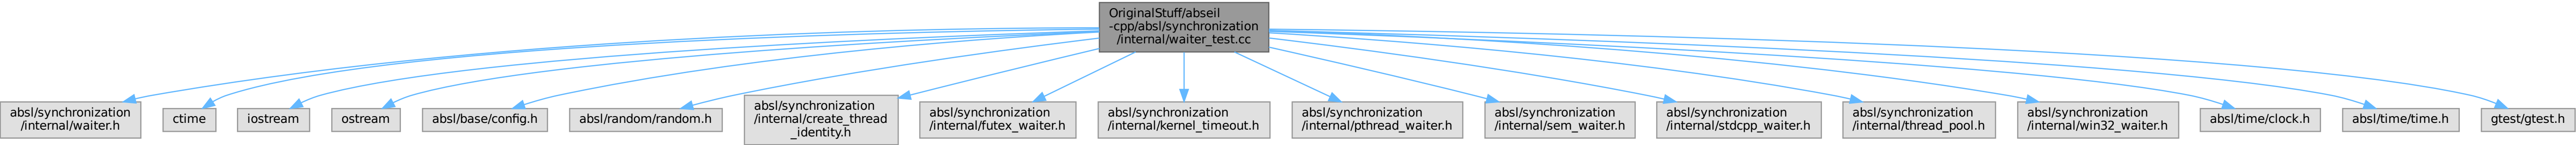 OriginalStuff/abseil
-cpp/absl/synchronization
/internal/waiter_test.cc
absl/synchronization
/internal/waiter.h
ctime
iostream
ostream
absl/base/config.h
absl/random/random.h
absl/synchronization
/internal/create_thread
_identity.h
absl/synchronization
/internal/futex_waiter.h
absl/synchronization
/internal/kernel_timeout.h
absl/synchronization
/internal/pthread_waiter.h
absl/synchronization
/internal/sem_waiter.h
absl/synchronization
/internal/stdcpp_waiter.h
absl/synchronization
/internal/thread_pool.h
absl/synchronization
/internal/win32_waiter.h
absl/time/clock.h
absl/time/time.h
gtest/gtest.h